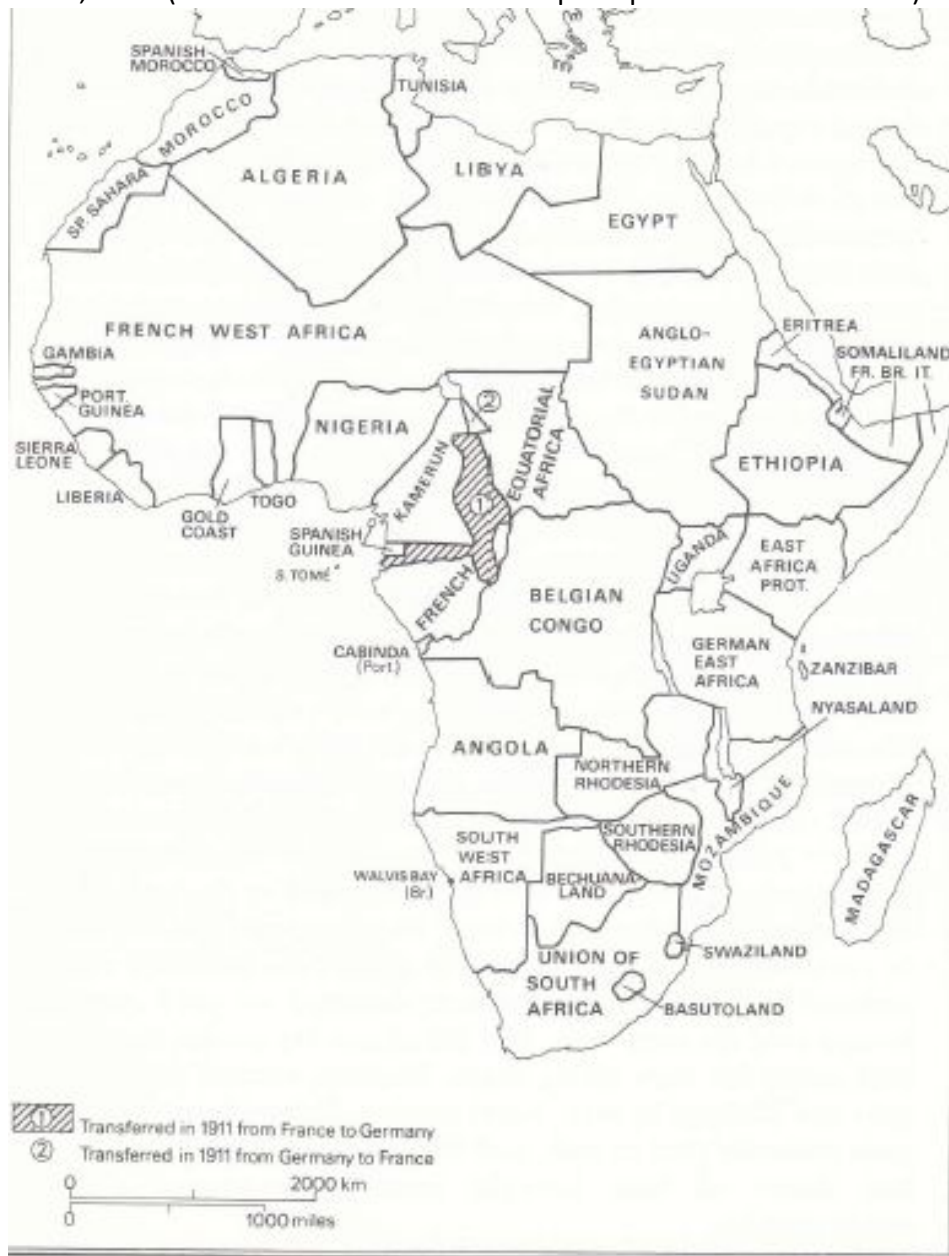 SPANISH
MOROCCO
TUNISIA
MOROCCO
ALGERIA
LIBYA
SP. SAHARA
EGYPT
FRENCH WEST AFRICA
ANGLO-
EGYPTIAN
SUDAN
ERITREA
SOMALILAND
FR. BR. IT.
GAMBIA
PORT.
GUINEA
SIERRA
LEONE
LIBERIA
GOLD
COAST
TOGO
NIGERIA
KAMERUN
②
①
EQUATORIAL
AFRICA
ETHIOPIA
SPANISH
GUINEA
S. TOMÉ
FRENCH
UGANDA
EAST
AFRICA
PROT.
BELGIAN
CONGO
CABINDA
(Port.)
GERMAN
EAST
AFRICA
ZANZIBAR
NYASALAND
ANGOLA
NORTHERN
RHODESIA
MOZAMBIQUE
SOUTH
WEST
AFRICA
SOUTHERN
RHODESIA
WALVIS BAY
(Br.)
BECHUANA-
LAND
MADAGASCAR
UNION OF
SOUTH
AFRICA
SWAZILAND
BASUTOLAND
① Transferred in 1911 from France to Germany
② Transferred in 1911 from Germany to France
0 2000 km
0 1000 miles